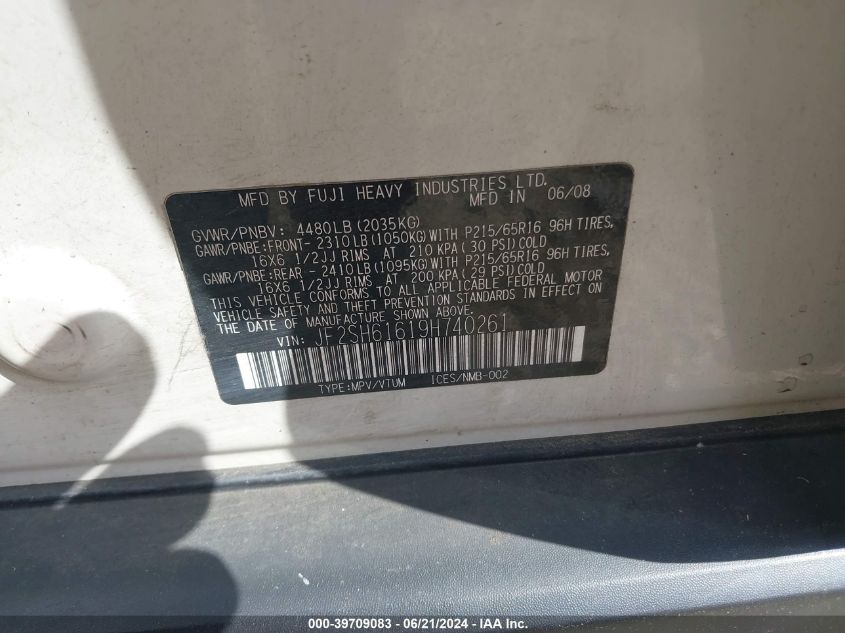 MFD BY FUJI HEAVY INDUSTRIES LTD.
MFD IN 06/08
GVWR/PNBV: 4480LB(2035KG)
GAWR/PNBE:FRONT- 2310LB(1050KG)WITH P215/65R16 96H TIRES,
16X6 1/2JJ RIMS AT 210 KPA(30 PSI)COLD
GAWR/PNBE:REAR - 2410LB(1095KG)WITH P215/65R16 96H TIRES,
16X6 1/2JJ RIMS AT 200 KPA(29 PSI)COLD
THIS VEHICLE CONFORMS TO ALL APPLICABLE FEDERAL MOTOR
VEHICLE SAFETY AND THEFT PREVENTION STANDARDS IN EFFECT ON
THE DATE OF MANUFACTURE SHOWN ABOVE.
VIN: JF2SH61619H740261
TYPE:MPV/VTUM ICES/NMB-002
000-39709083 - 06/21/2024 - IAA Inc.